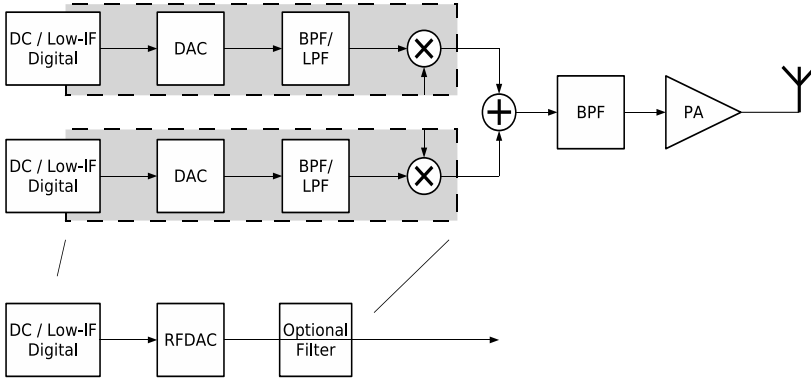 DC / Low-IF
Digital
DAC
BPF/
LPF
BPF
PA
DC / Low-IF
Digital
DAC
BPF/
LPF
DC / Low-IF
Digital
RFDAC
Optional
Filter